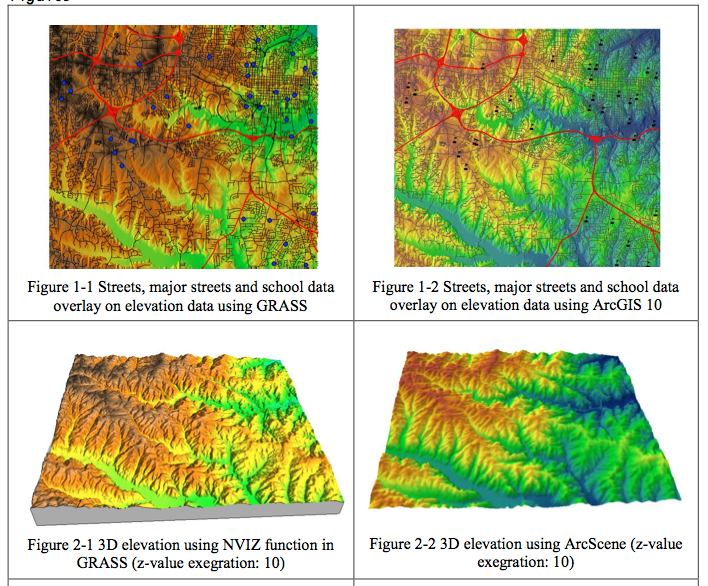 Figures
Figure 1-1 Streets, major streets and school data
overlay on elevation data using GRASS
Figure 1-2 Streets, major streets and school data
overlay on elevation data using ArcGIS 10
Figure 2-1 3D elevation using NVIZ function in
GRASS (z-value exegration: 10)
Figure 2-2 3D elevation using ArcScene (z-value
exegration: 10)